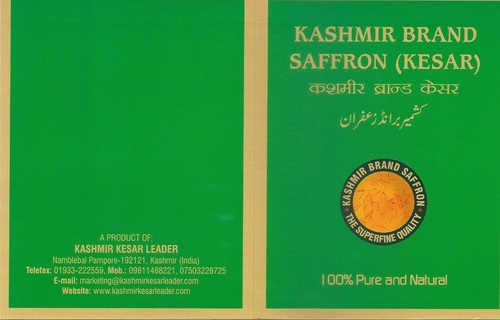 A PRODUCT OF:
KASHMIR KESAR LEADER
Namblebal Pampore-192121, Kashmir (India)
Telefax: 01933-222559, Mob.: 09811488221, 07503228725
E-mail: marketing@kashmirkesarleader.com
Website: www.kashmirkesarleader.com
KASHMIR BRAND
SAFFRON (KESAR)
कशमीर ब्रान्ड केसर
کشمیر برانڈ زعفران
KASHMIR BRAND SAFFRON
THE SUPERFINE QUALITY
100% Pure and Natural